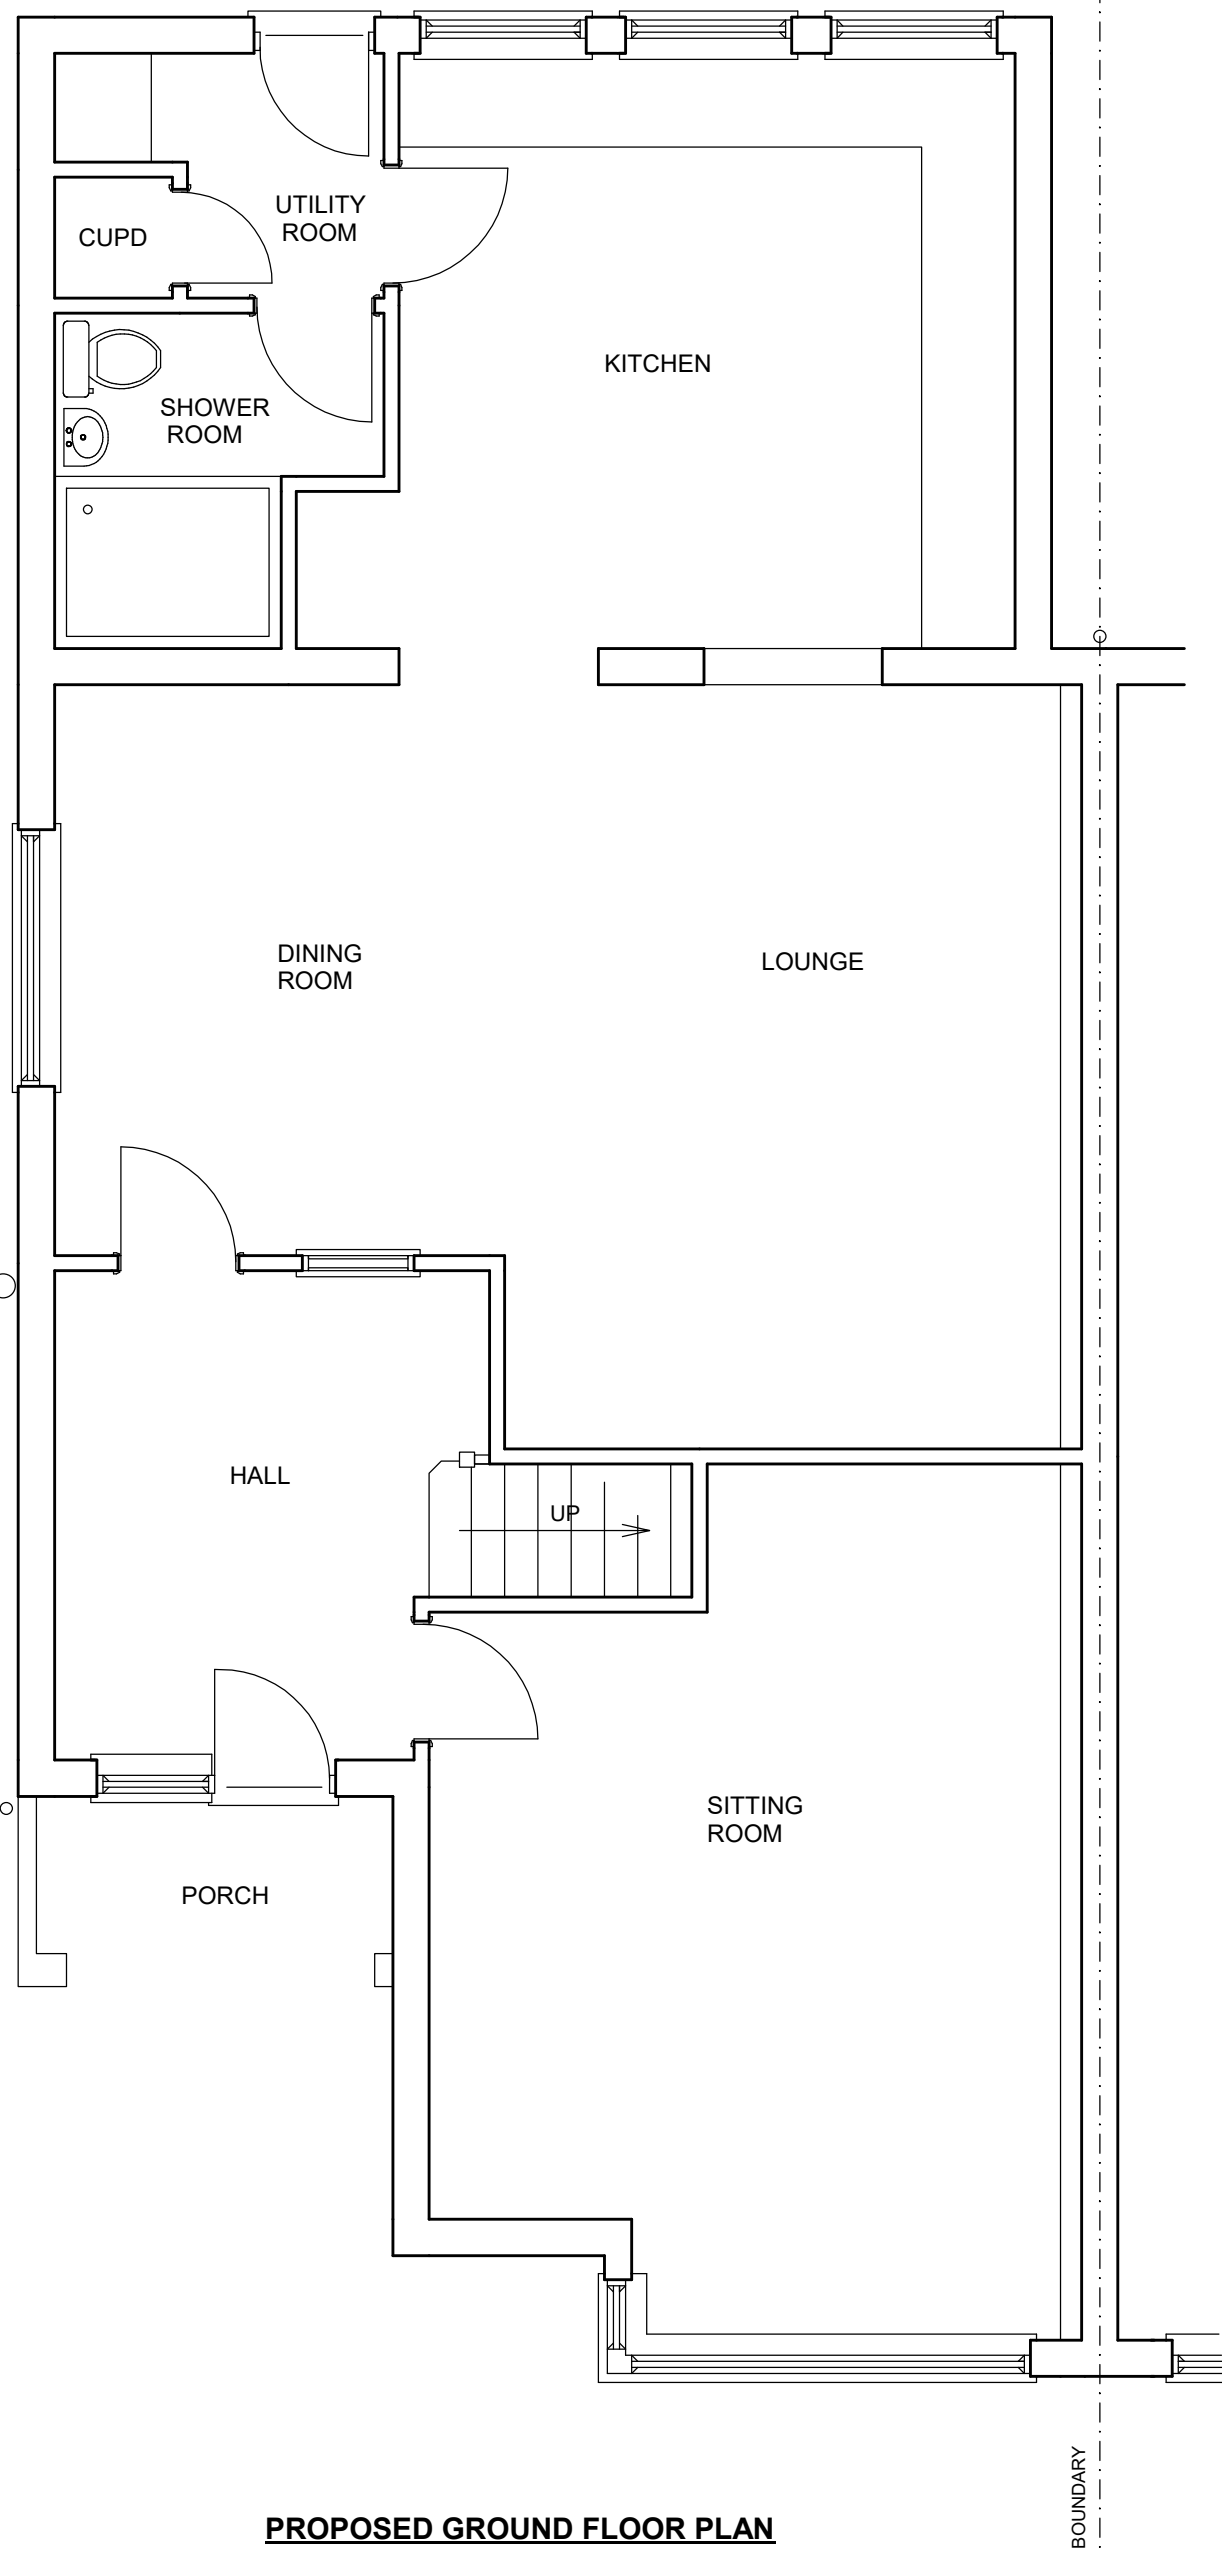 UTILITY
ROOM
CUPD
KITCHEN
SHOWER
ROOM
DINING
ROOM
LOUNGE
HALL
UP
SITTING
ROOM
PORCH
BOUNDARY
PROPOSED GROUND FLOOR PLAN